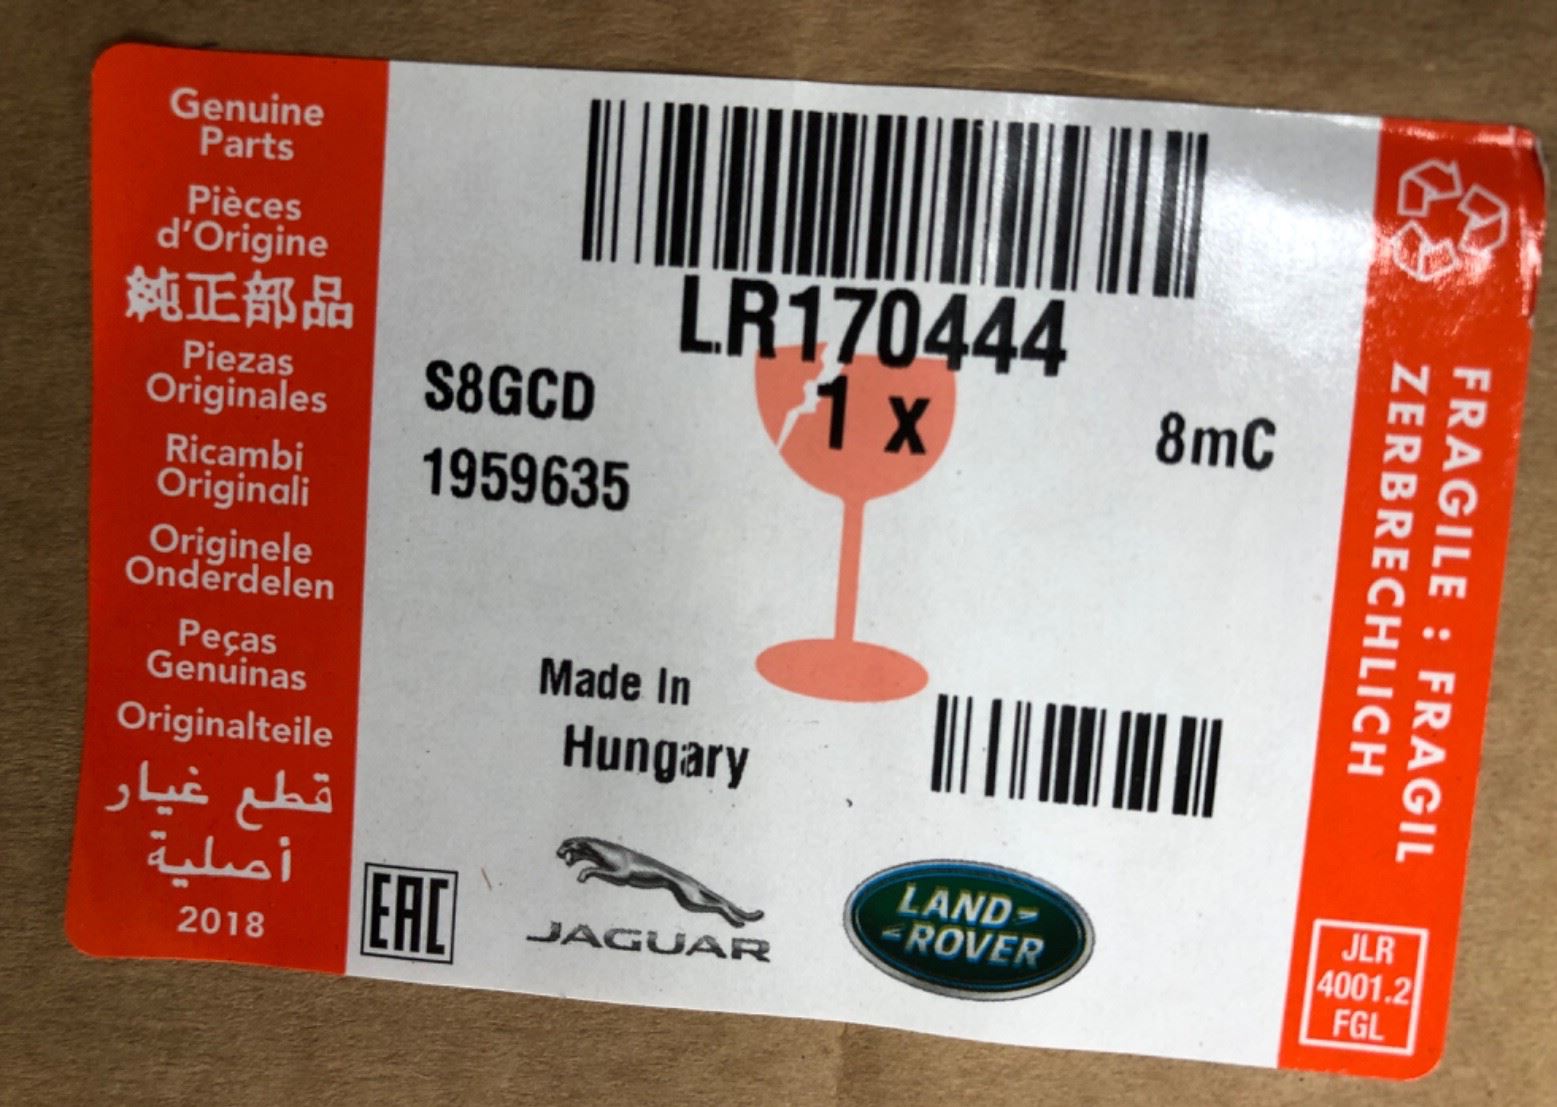 Genuine
Parts
Pièces
d'Origine
純正部品
Piezas
Originales
Ricambi
Originali
Originele
Onderdelen
Peças
Genuinas
Originalteile
قطع غيار
أصلية
2018
LR170444
1 x
S8GCD
8mC
1959635
Made In
Hungary
EAC
JAGUAR
LAND-
-ROVER
FRAGILE : FRAGIL
ZERBRECHLICH
JLR
4001.2
FGL